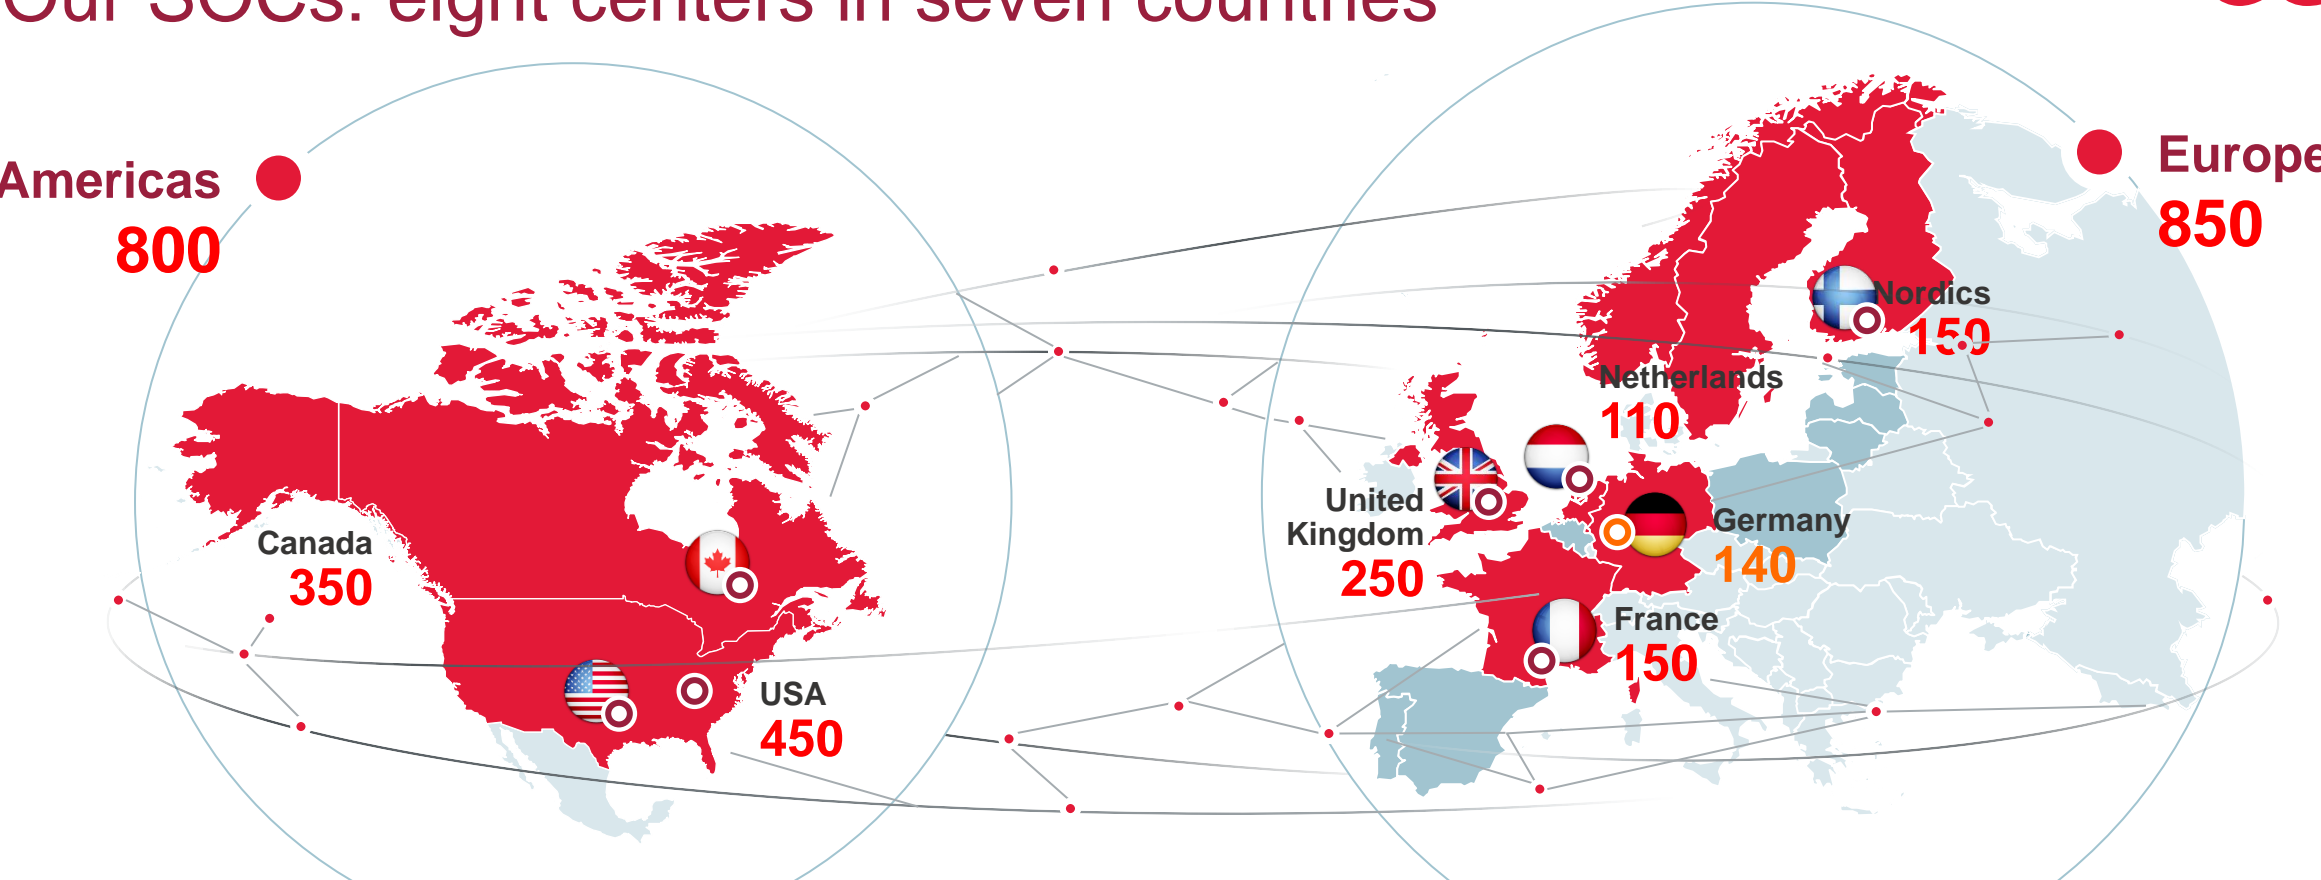 Our SOCs: eight centers in seven countries
Americas
800
Europe
850
Nordics
150
Netherlands
110
United
Kingdom
250
Germany
140
Canada
350
France
150
USA
450